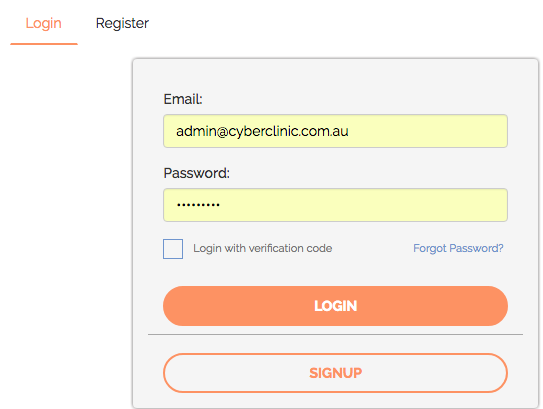 Login Register
Email:
admin@cyberclinic.com.au
Password:
•••••••••
Login with verification code Forgot Password?
LOGIN
SIGNUP